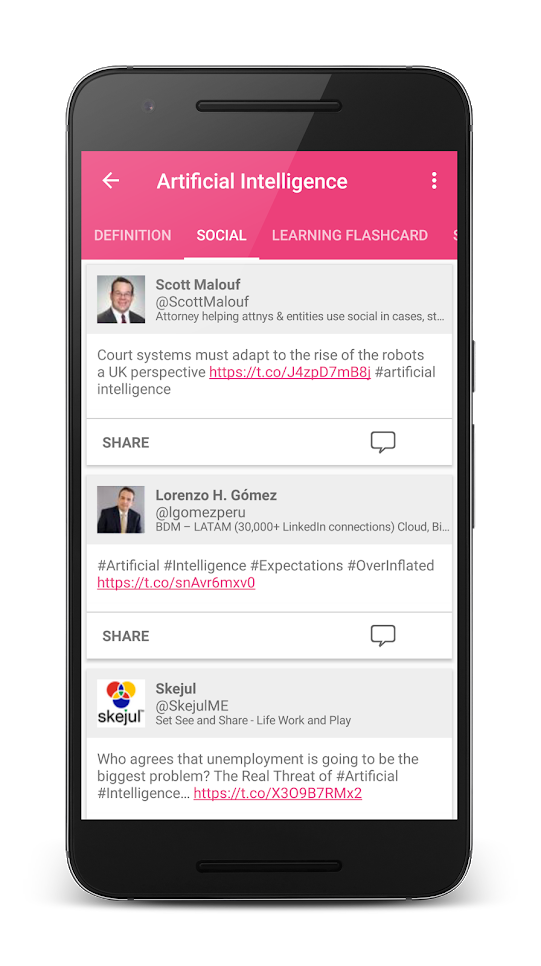 Artificial Intelligence
DEFINITION SOCIAL LEARNING FLASHCARD
Scott Malouf
@ScottMalouf
Attorney helping attnys & entities use social in cases, st...
Court systems must adapt to the rise of the robots
a UK perspective https://t.co/J4zpD7mB8j #artificial
intelligence
SHARE
Lorenzo H. Gómez
@lgomezperu
BDM – LATAM (30,000+ LinkedIn connections) Cloud, Bi...
#Artificial #Intelligence #Expectations #OverInflated
https://t.co/snAvr6mxv0
SHARE
skejul
Skejul
@SkejulME
Set See and Share - Life Work and Play
Who agrees that unemployment is going to be the
biggest problem? The Real Threat of #Artificial
#Intelligence... https://t.co/X3O9B7RMx2